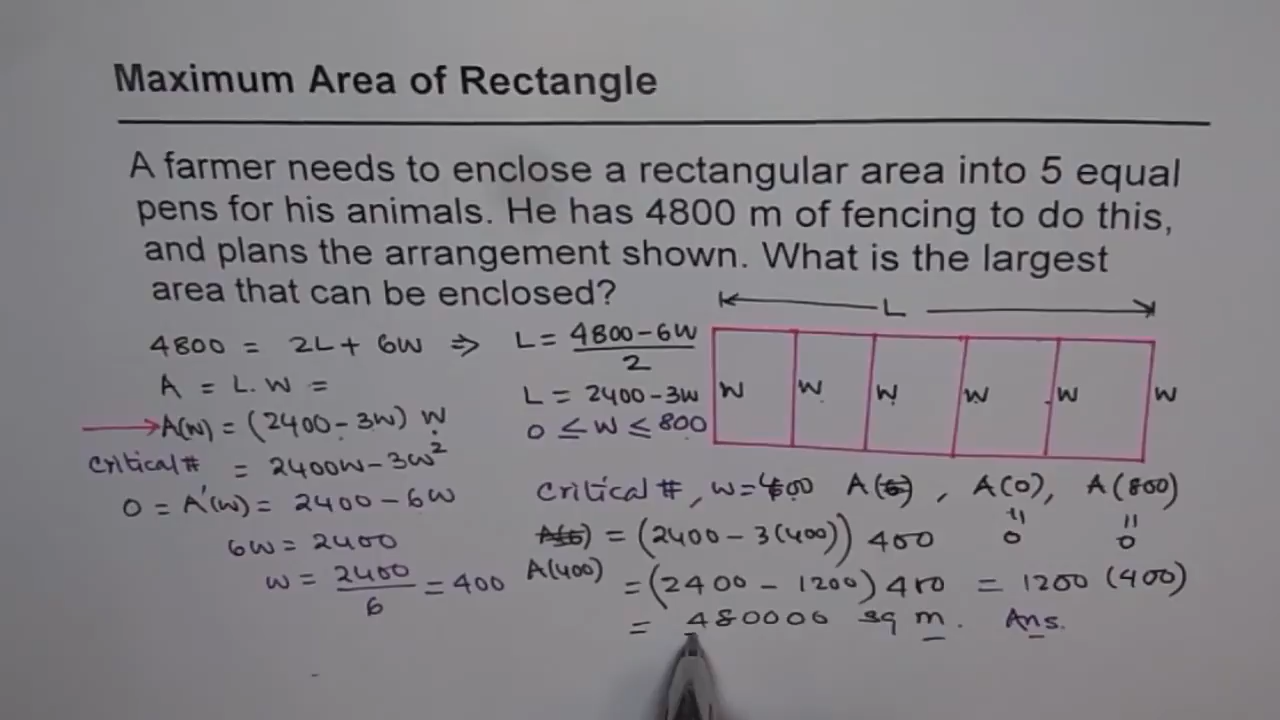 Maximum Area of Rectangle
A farmer needs to enclose a rectangular area into 5 equal
pens for his animals. He has 4800 m of fencing to do this,
and plans the arrangement shown. What is the largest
area that can be enclosed?
L
4800 = 2L + 6W ⇒ L = (4800 - 6W)/2
A = L. W =
L = 2400 - 3W
W W W W W W
A(W) = (2400 - 3W) W
0 ≤ W ≤ 800
Critical # = 2400W - 3W²
0 = A'(W) = 2400 - 6W
6W = 2400
W = 2400/6 = 400
Critical #, W = 400 A( ), A(0), A(800)
= (2400 - 3(400)) 400
" 0 " 0
A(400) = (2400 - 1200) 400 = 1200 (400)
= 480000 sq m. Ans.